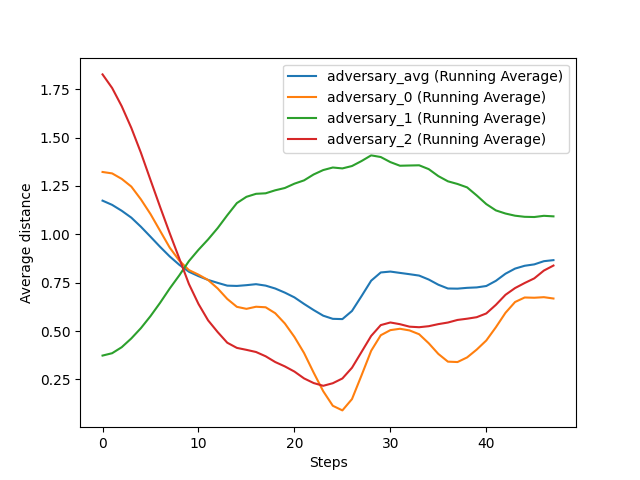 adversary_avg (Running Average)
adversary_0 (Running Average)
adversary_1 (Running Average)
adversary_2 (Running Average)
1.75
1.50
1.25
1.00
0.75
0.50
0.25
Average distance
0 10 20 30 40
Steps